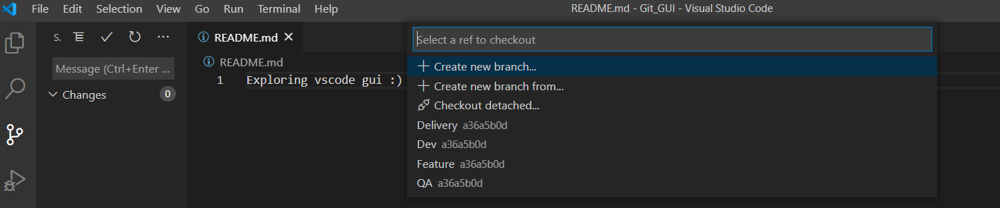 File Edit Selection View Go Run Terminal Help
README.md - Git_GUI - Visual Studio Code
S.
README.md
Message (Ctrl+Enter ...
Changes 0
README.md
1 Exploring vscode gui :)
Select a ref to checkout
Create new branch...
Create new branch from...
Checkout detached...
Delivery a36a5b0d
Dev a36a5b0d
Feature a36a5b0d
QA a36a5b0d